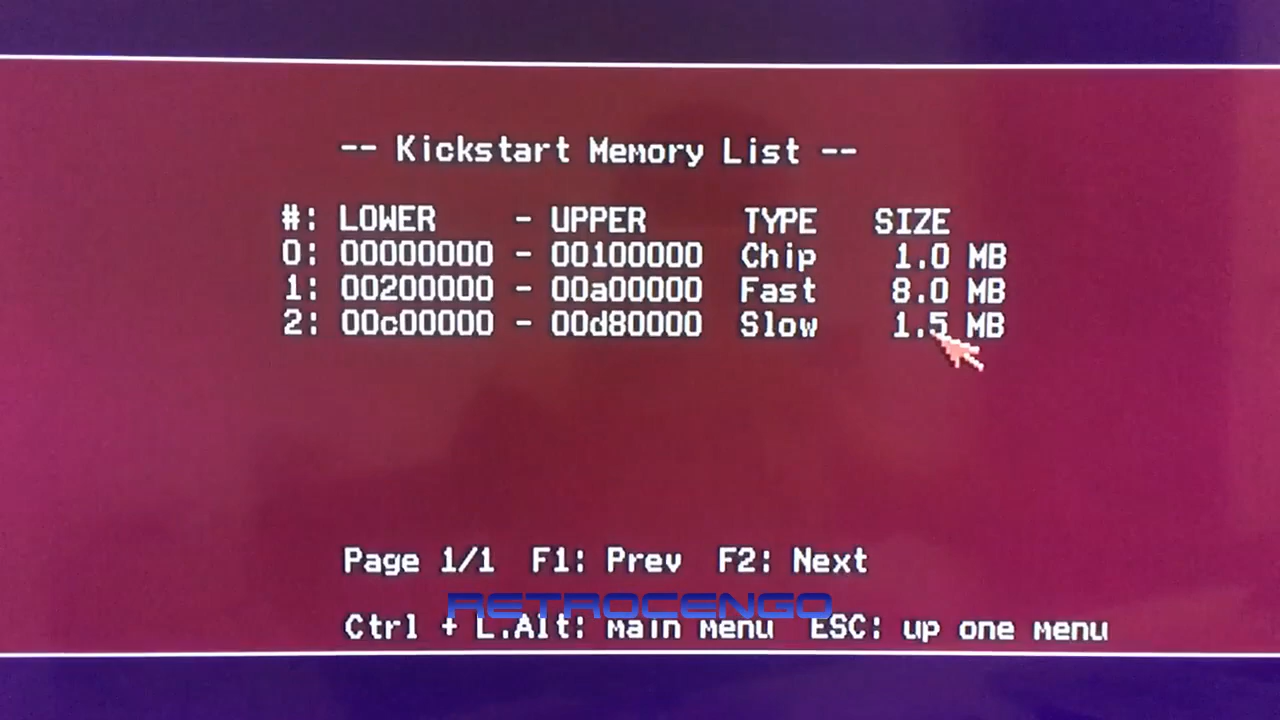 -- Kickstart Memory List --
#: LOWER - UPPER TYPE SIZE
0: 00000000 - 00100000 Chip 1.0 MB
1: 00200000 - 00a00000 Fast 8.0 MB
2: 00c00000 - 00d80000 Slow 1.5 MB
Page 1/1 F1: Prev F2: Next
RETROCENGO
Ctrl + L.Alt: main menu ESC: up one menu